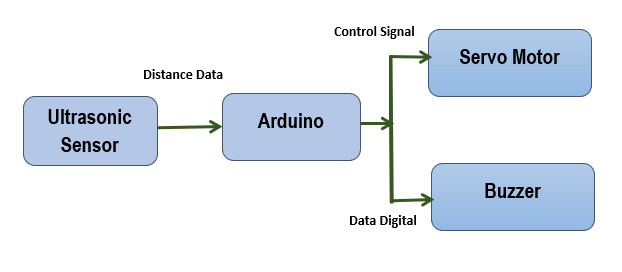 Control Signal
Servo Motor
Distance Data
Ultrasonic
Sensor
Arduino
Buzzer
Data Digital